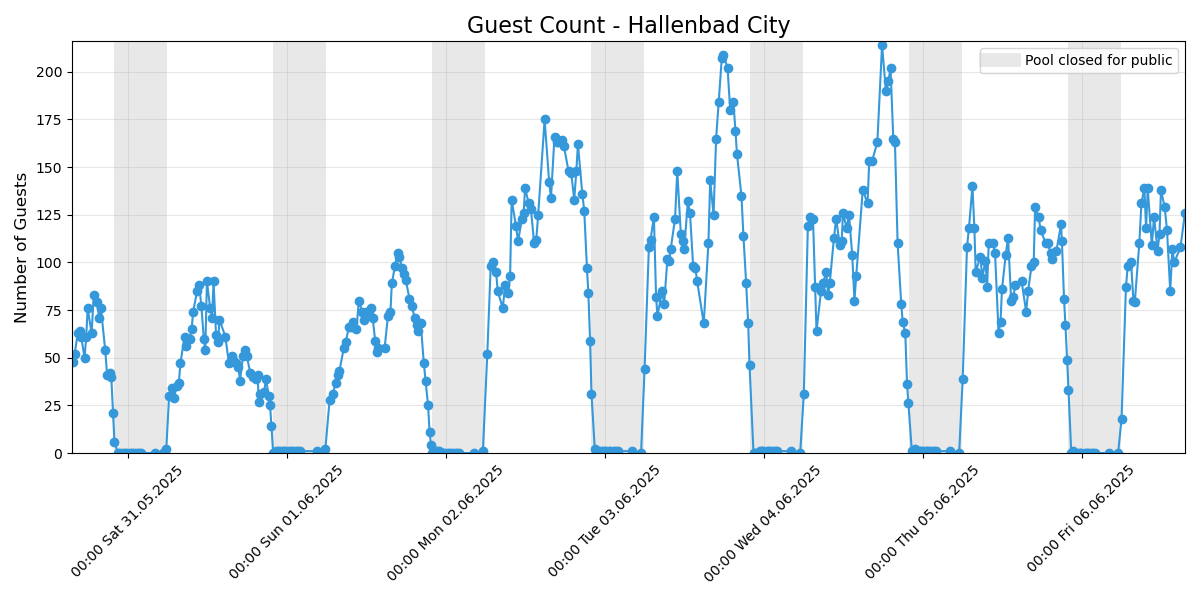 Guest Count - Hallenbad City
Pool closed for public
Number of Guests
200
175
150
125
100
75
50
25
0
00:00 Sat 31.05.2025
00:00 Sun 01.06.2025
00:00 Mon 02.06.2025
00:00 Tue 03.06.2025
00:00 Wed 04.06.2025
00:00 Thu 05.06.2025
00:00 Fri 06.06.2025